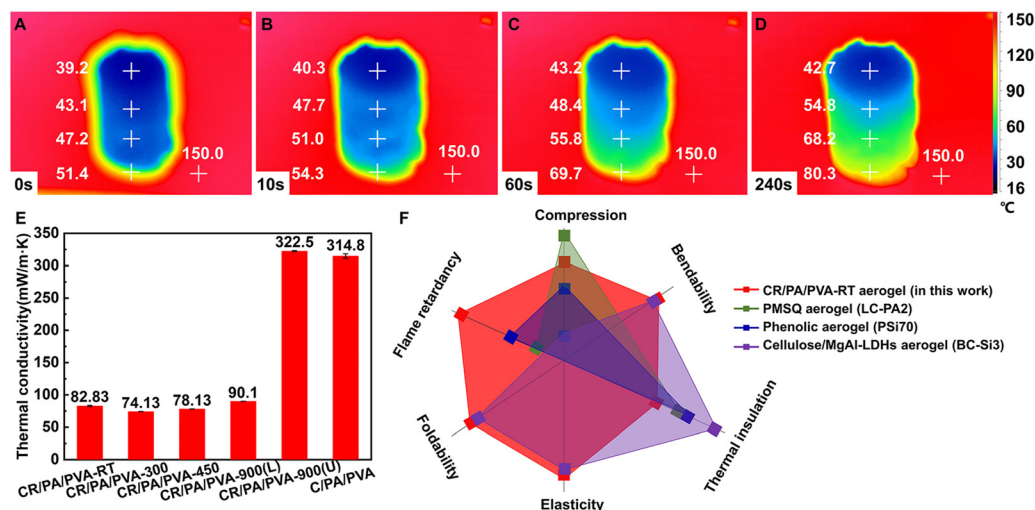 A
39.2
43.1
47.2
51.4
150.0
0s
B
40.3
47.7
51.0
54.3
150.0
10s
C
43.2
48.4
55.8
69.7
150.0
60s
D
42.7
54.8
68.2
80.3
150.0
240s
150
120
90
60
30
16
℃
E
Thermal conductivity(mW/m·K)
350
300
250
200
150
100
50
0
82.83
74.13
78.13
90.1
322.5
314.8
CR/PA/PVA-RT
CR/PA/PVA-300
CR/PA/PVA-450
CR/PA/PVA-900(L)
CR/PA/PVA-900(U)
C/PA/PVA
F
Compression
Bendability
Thermal insulation
Elasticity
Foldability
Flame retardancy
CR/PA/PVA-RT aerogel (in this work)
PMSQ aerogel (LC-PA2)
Phenolic aerogel (PSi70)
Cellulose/MgAl-LDHs aerogel (BC-Si3)